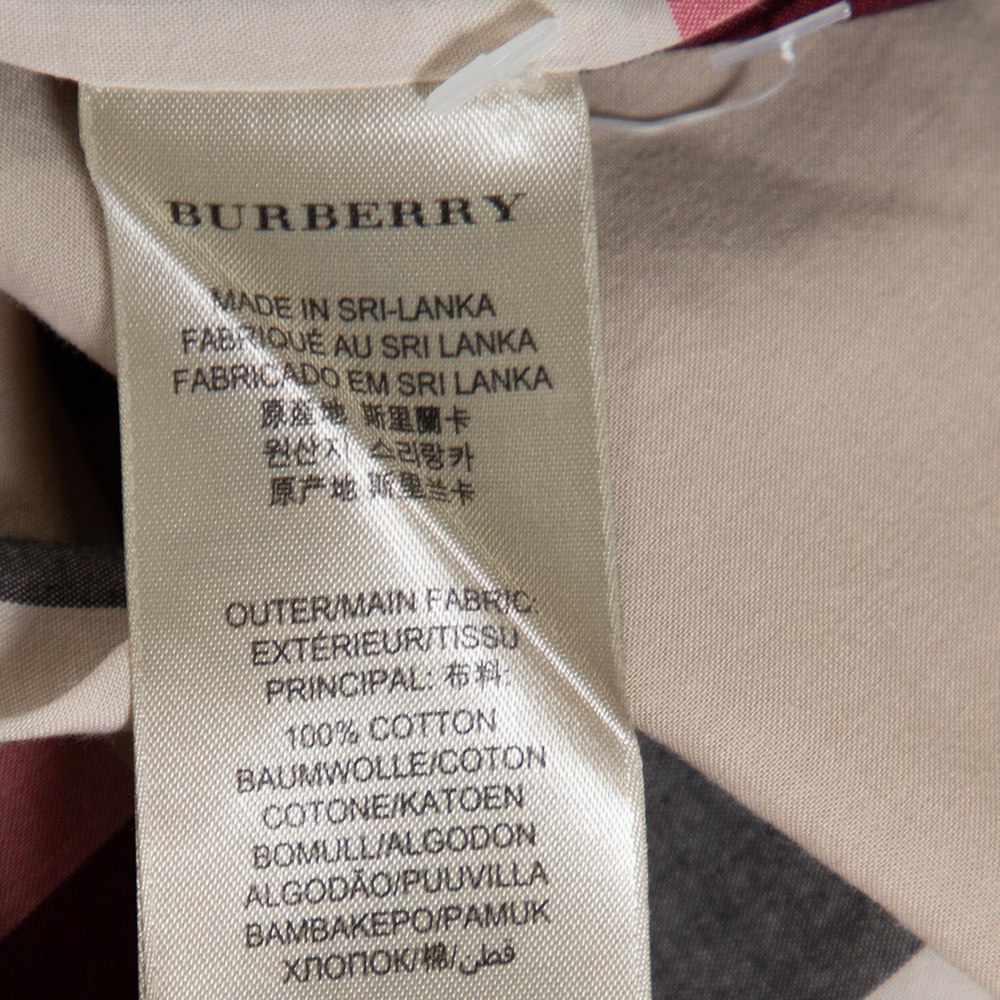 BURBERRY
MADE IN SRI-LANKA
FABRIQUÉ AU SRI LANKA
FABRICADO EM SRI LANKA
原産地 斯里蘭卡
원산지 스리랑카
原产地 斯里兰卡
OUTER/MAIN FABRIC:
EXTÉRIEUR/TISSU
PRINCIPAL: 布料:
100% COTTON
BAUMWOLLE/COTON
COTONE/KATOEN
BOMULL/ALGODON
ALGODÃO/PUUVILLA
BAMBAKEPO/PAMUK
ХЛОПОК/棉/قطن